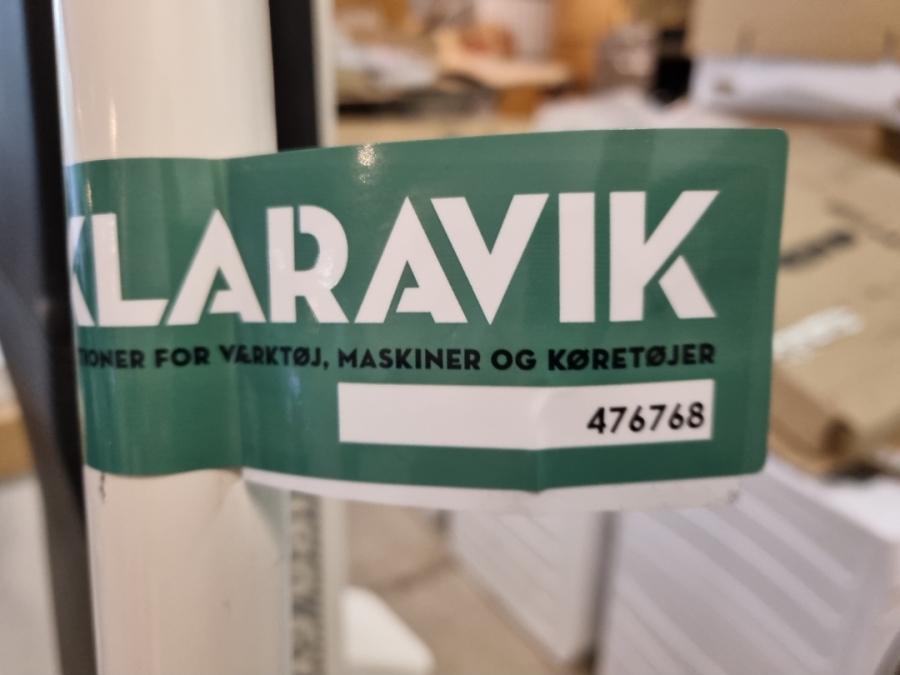 KLARAVIK
TIONER FOR VÆRKTØJ, MASKINER OG KØRETØJER
476768